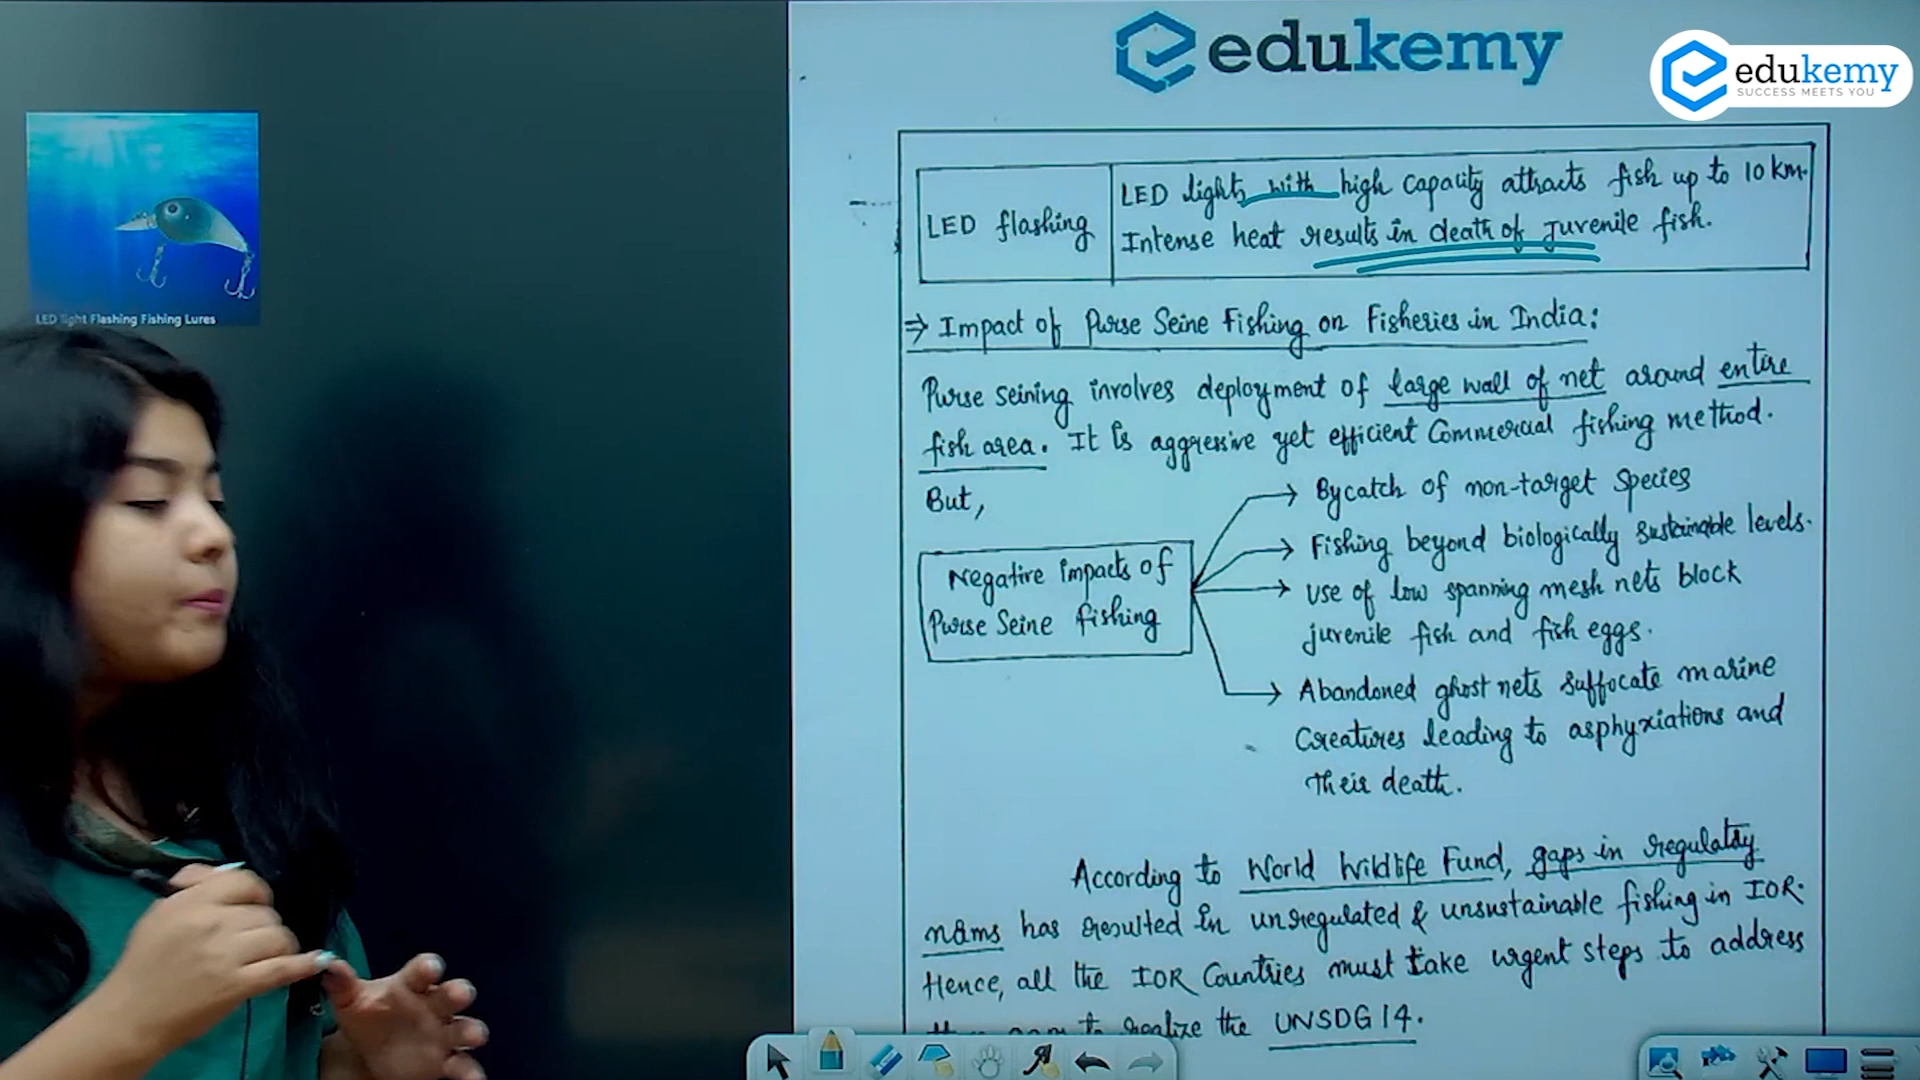 edukemy
edukemy
SUCCESS MEETS YOU
LED light Flashing Fishing Lures
LED flashing
LED lights with high capacity attracts fish up to 10 km.
Intense heat results in death of juvenile fish.
⇒ Impact of Purse Seine Fishing on Fisheries in India:
Purse seining involves deployment of large wall of net around entire
fish area. It is aggressive yet efficient Commercial fishing method.
But,
Negative impacts of
Purse Seine fishing
Bycatch of non-target Species
Fishing beyond biologically sustainable levels.
Use of low spanning mesh nets block
juvenile fish and fish eggs.
Abandoned ghost nets suffocate marine
Creatures leading to asphyxiations and
their death.
According to World Wildlife Fund, gaps in regulatory
norms has resulted in unregulated & unsustainable fishing in IOR.
Hence, all the IOR Countries must take urgent steps to address
to realize the UNSDG 14.